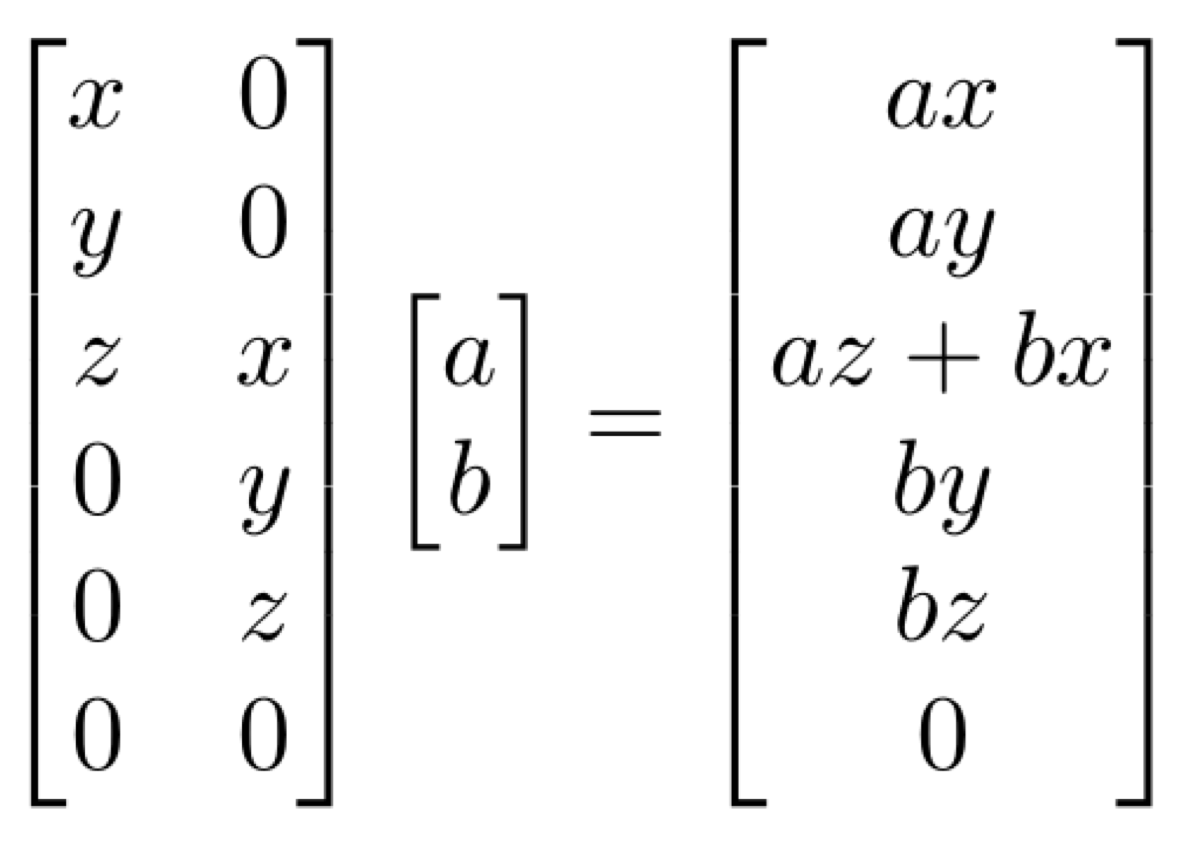 x 0 ax
y 0 ay
z x a az + bx
0 y b = by
0 z bz
0 0 0